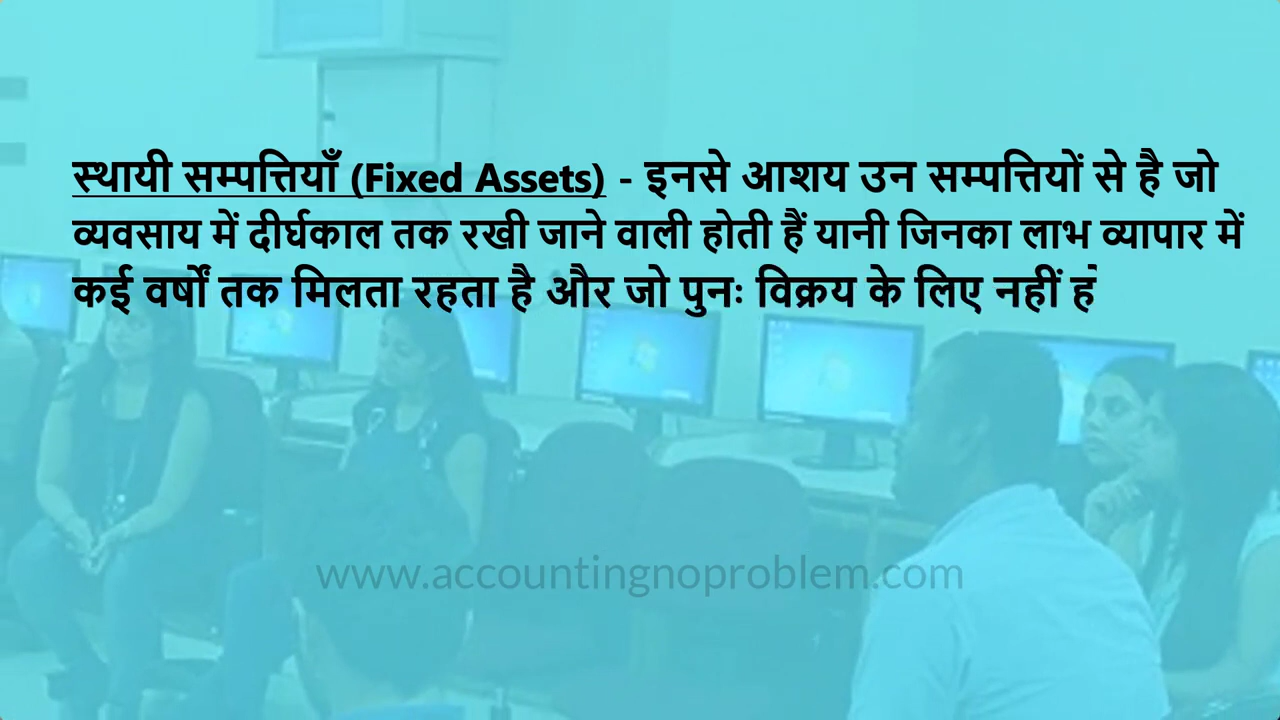 स्थायी सम्पत्तियाँ (Fixed Assets) - इनसे आशय उन सम्पत्तियों से है जो
व्यवसाय में दीर्घकाल तक रखी जाने वाली होती हैं यानी जिनका लाभ व्यापार में
कई वर्षों तक मिलता रहता है और जो पुनः विक्रय के लिए नहीं
www.accountingnoproblem.com